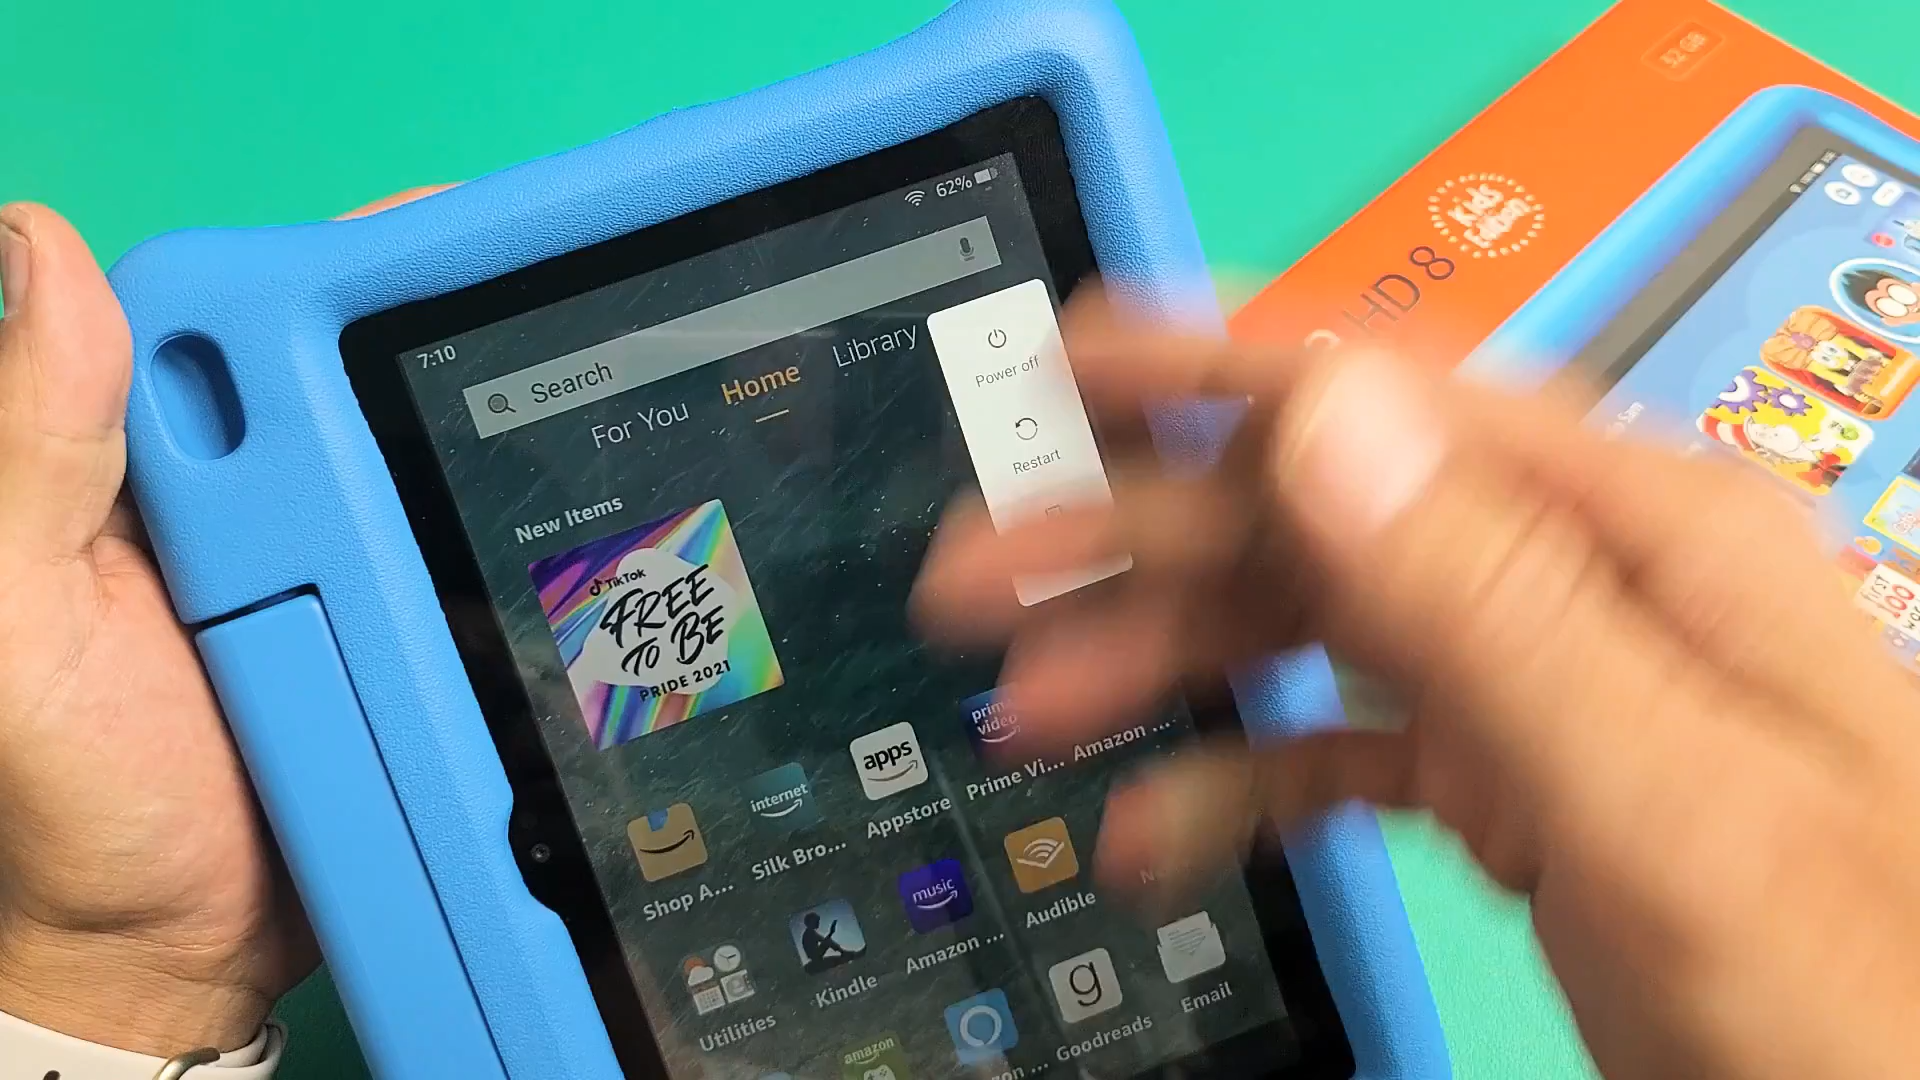 7:10
62%
Search
For You
Home
Library
Power off
Restart
New Items
TikTok
FREE
TO BE
PRIDE 2021
Shop A...
internet
Silk Bro...
apps
Appstore
prime
video
Prime Vi...
Amazon ...
Utilities
Kindle
music
Amazon ...
Audible
amazon
Goodreads
Email
32 GB
Kids
Edition
HD 8
first
100